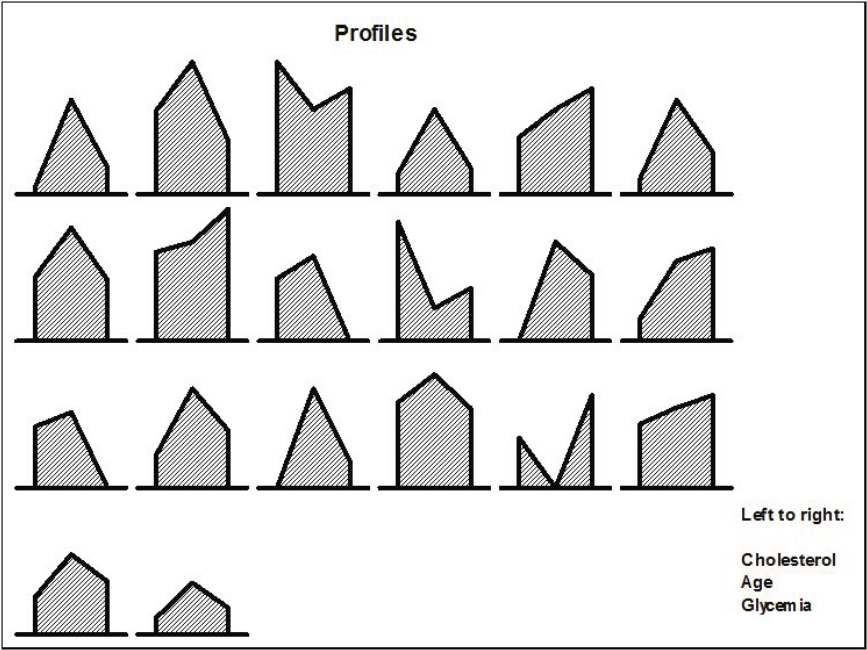 Profiles
Left to right:
Cholesterol
Age
Glycemia